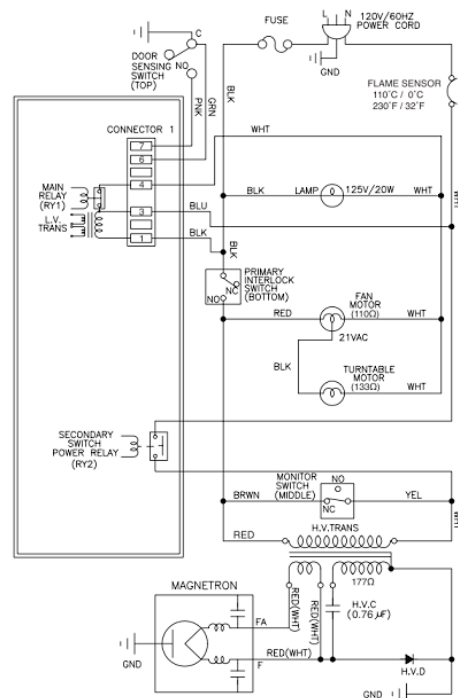 FUSE
L N
120V/60HZ
POWER CORD
GND
C
DOOR
SENSING
SWITCH
(TOP)
NO
PNK
GRN
BLK
FLAME SENSOR
110°C / 0°C
230°F / 32°F
CONNECTOR 1
7
6
4
3
1
WHT
MAIN
RELAY
(RY1)
L.V.
TRANS
BLU
BLK
BLK
BLK
LAMP
125V/20W
WHT
WHT
PRIMARY
INTERLOCK
SWITCH
(BOTTOM)
NC
NO
FAN
MOTOR
(110Ω)
RED
WHT
21VAC
BLK
TURNTABLE
MOTOR
(133Ω)
WHT
SECONDARY
SWITCH
POWER RELAY
(RY2)
MONITOR
SWITCH
(MIDDLE)
NO
NC
BRWN
YEL
WHT
RED
H.V.TRANS
177Ω
MAGNETRON
RED(WHT)
RED(WHT)
H.V.C
(0.76 µF)
FA
F
RED(WHT)
GND
H.V.D
GND